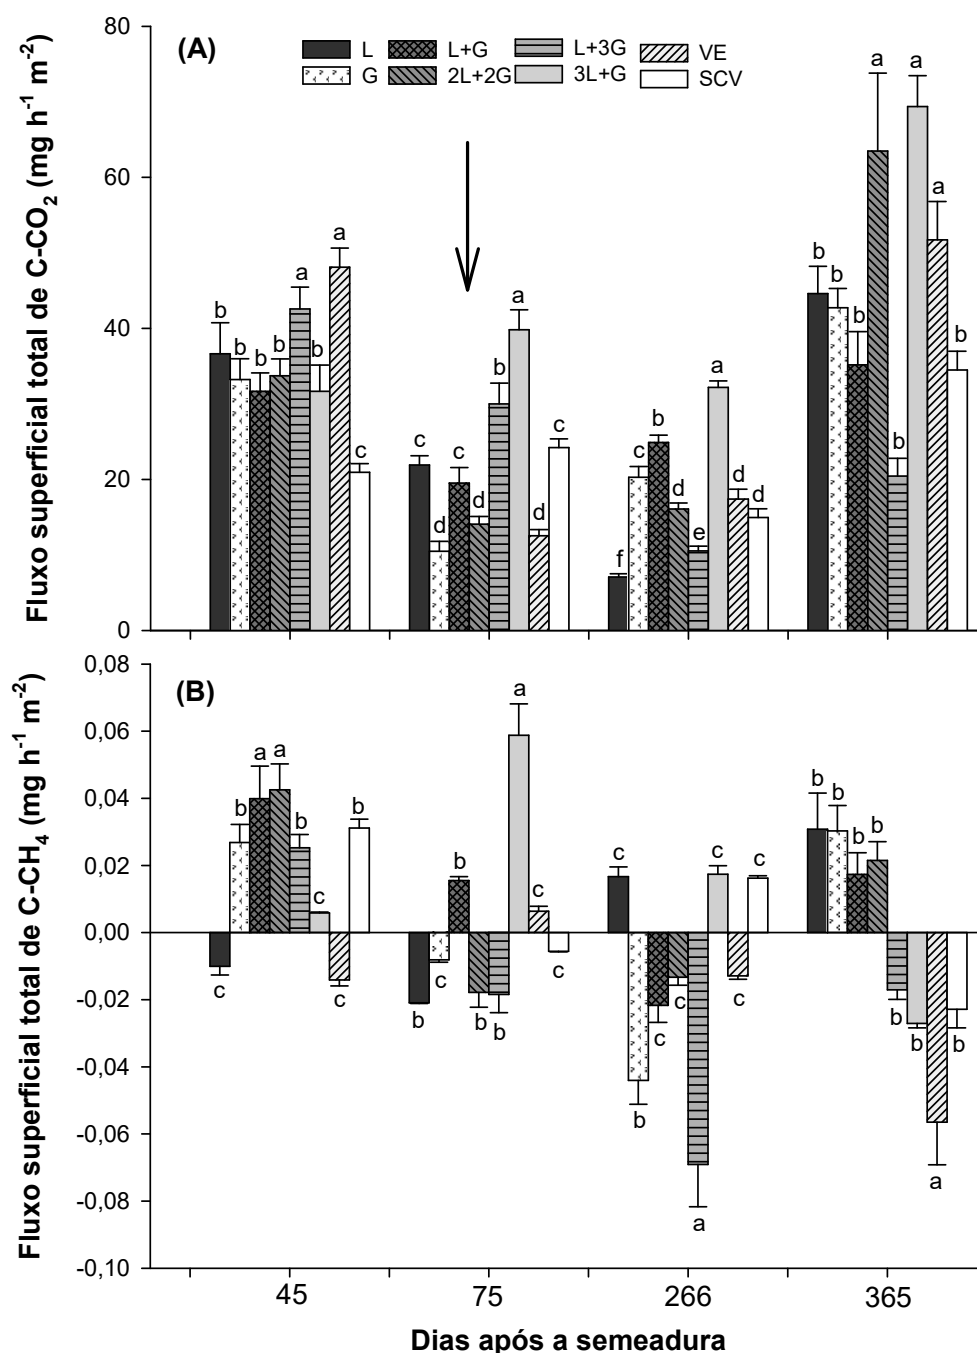 Fluxo superficial total de C-CO2 (mg h-1 m-2)
80
60
40
20
0
(A)
L
L+G
L+3G
VE
G
2L+2G
3L+G
SCV
b b b b a b a c
c d c d b a d c
f c b d e a d d
b b b a b a a b
Fluxo superficial total de C-CH4 (mg h-1 m-2)
0,08
0,06
0,04
0,02
0,00
-0,02
-0,04
-0,06
-0,08
-0,10
(B)
c b a a b c c b
b c b b b a c c
c b c c a c c c
b b b b b b a b
45 75 266 365
Dias após a semeadura